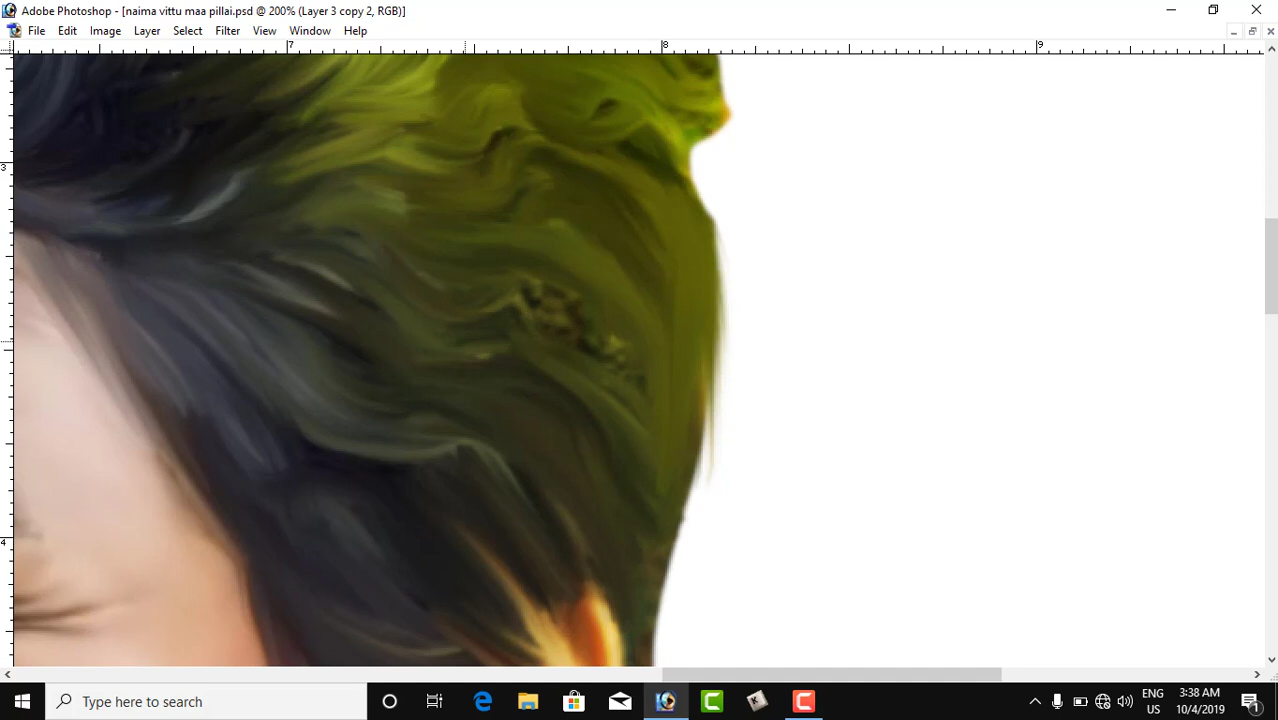 Adobe Photoshop - [naima vittu maa pillai.psd @ 200% (Layer 3 copy 2, RGB)]
File Edit Image Layer Select Filter View Window Help
7 8 9
3
4
Type here to search
ENG
US
3:38 AM
10/4/2019
1